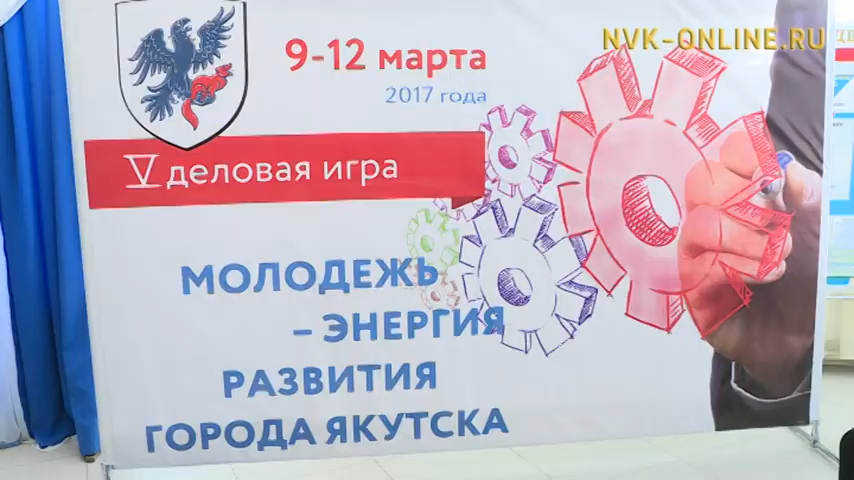 NVK-ONLINE.RU
9-12 марта
2017 года
V деловая игра
МОЛОДЕЖЬ
– ЭНЕРГИЯ
РАЗВИТИЯ
ГОРОДА ЯКУТСКА